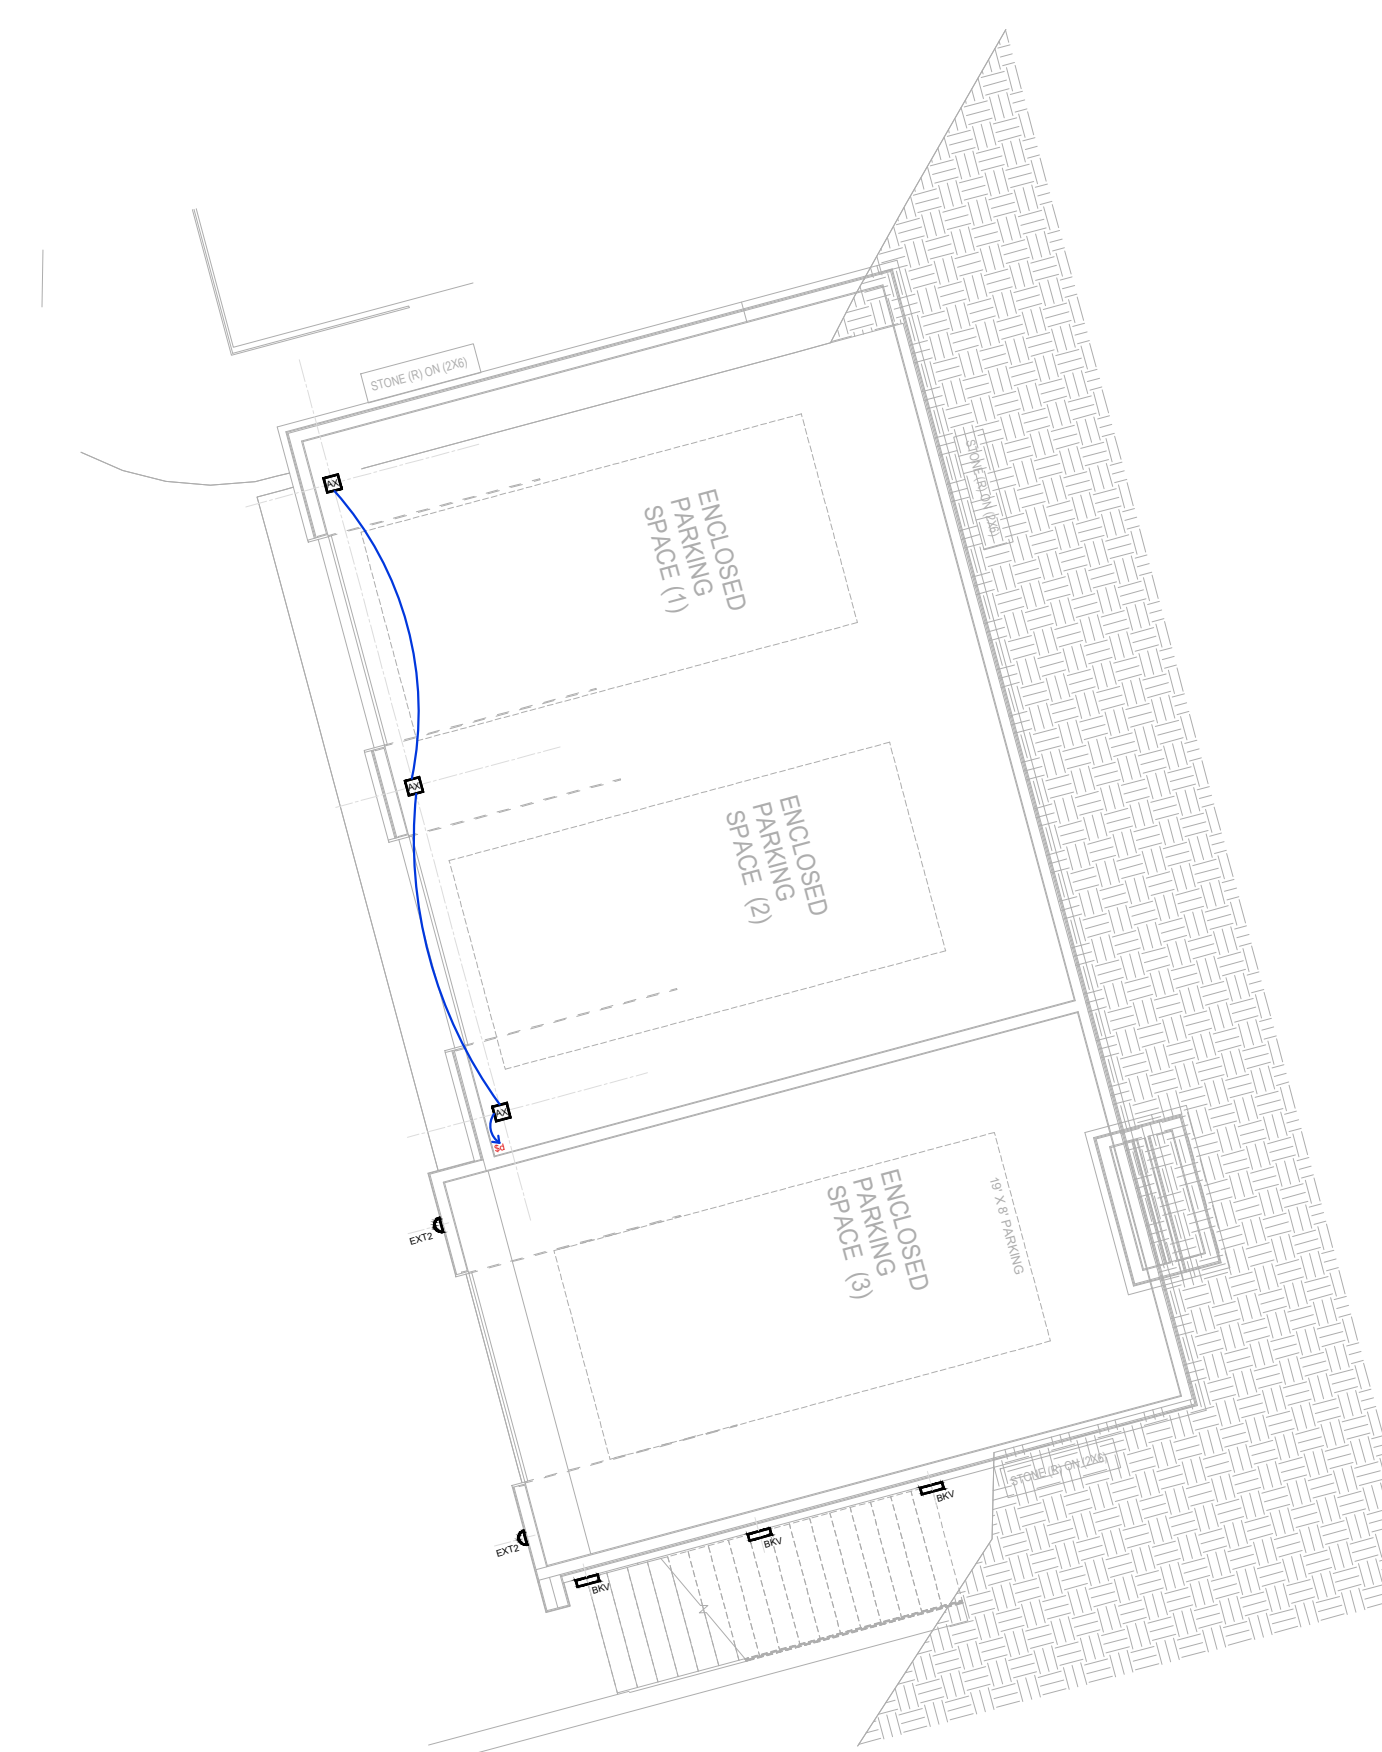 STONE (R) ON (2X6)
AX
STONE (R) ON (2X6)
ENCLOSED
PARKING
SPACE (1)
AX
ENCLOSED
PARKING
SPACE (2)
AX
$d
ENCLOSED
PARKING
SPACE (3)
19' X 8' PARKING
EXT2
STONE (R) ON (2X6)
BKV
BKV
EXT2
BKV